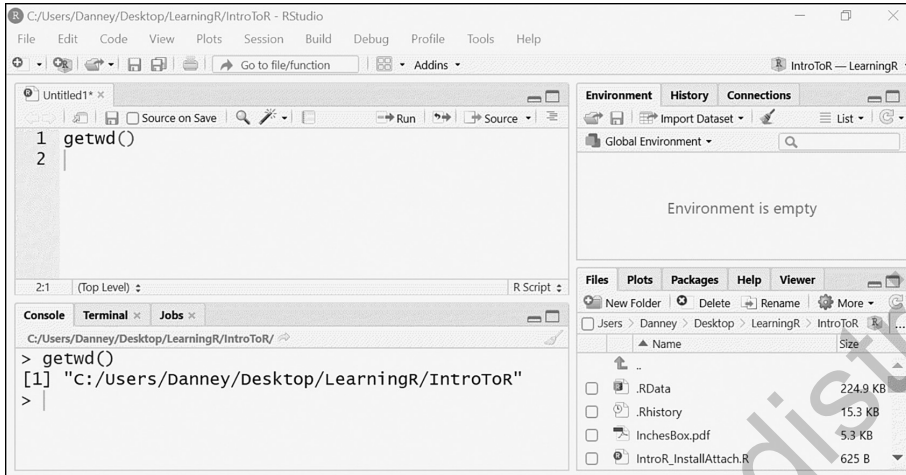 C:/Users/Danney/Desktop/LearningR/IntroToR - RStudio
File Edit Code View Plots Session Build Debug Profile Tools Help
Go to file/function Addins IntroToR — LearningR
Untitled1*
Source on Save Run Source
1 getwd()
2
2:1 (Top Level) R Script
Console Terminal Jobs
C:/Users/Danney/Desktop/LearningR/IntroToR/
> getwd()
[1] "C:/Users/Danney/Desktop/LearningR/IntroToR"
>
Environment History Connections
Import Dataset List
Global Environment
Environment is empty
Files Plots Packages Help Viewer
New Folder Delete Rename More
Jsers > Danney > Desktop > LearningR > IntroToR ...
Name Size
..
.RData 224.9 KB
.Rhistory 15.3 KB
InchesBox.pdf 5.3 KB
IntroR_InstallAttach.R 625 B
distr